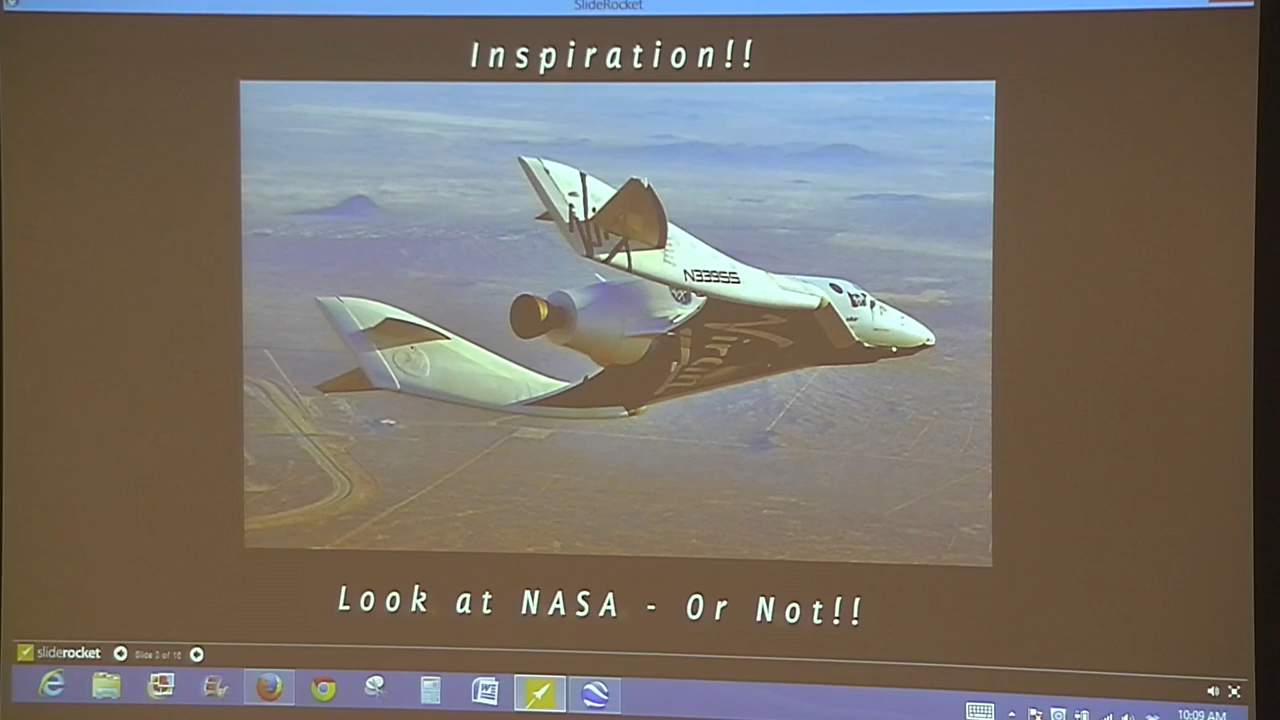 SlideRocket
Inspiration!!
N339SS
Virgin
Look at NASA - Or Not!!
sliderocket
Slide 3 of 16
10:09 AM